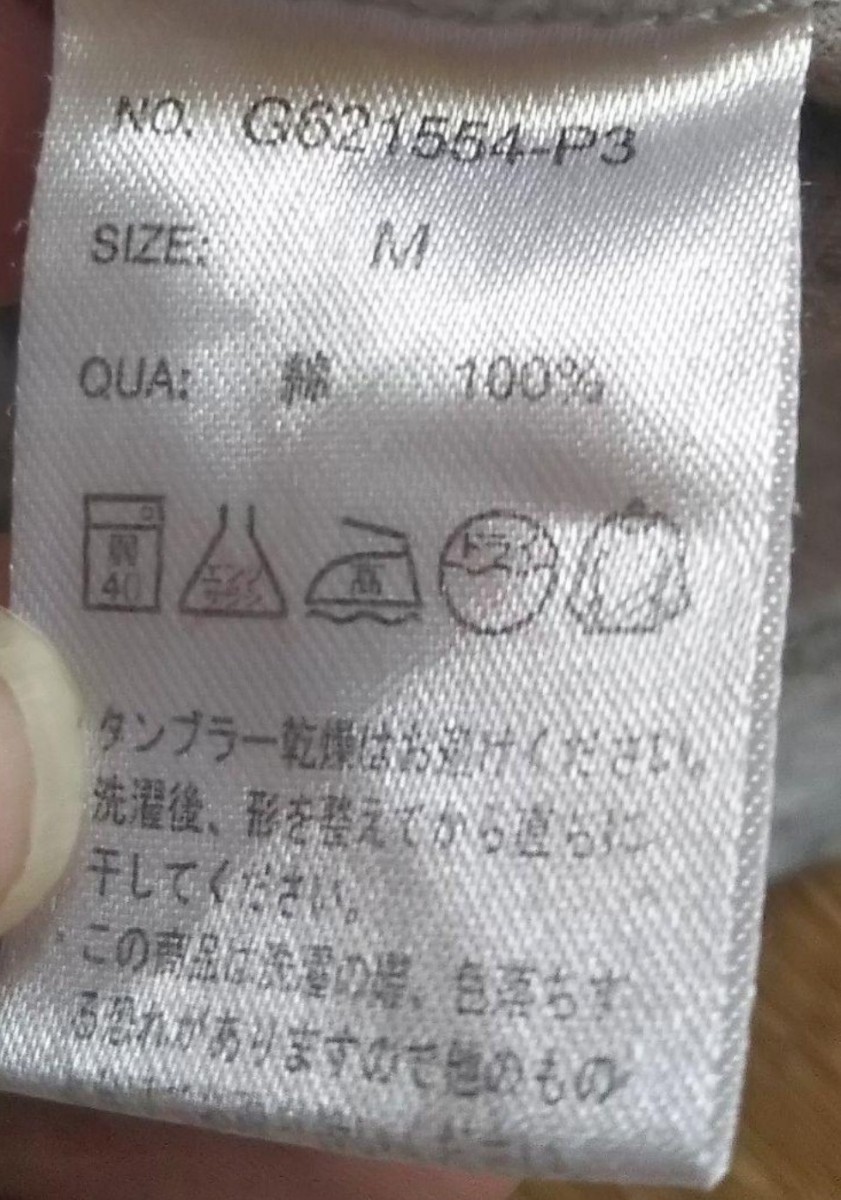 NO. G621554-P3
SIZE: M
QUA: 綿 100%
弱 40 エンソサラシ 高 ドライ
タンブラー乾燥はお避けください。
洗濯後、形を整えてから直ちに
干してください。
この商品は洗濯の際、色落ちす
る恐れがありますので他のもの